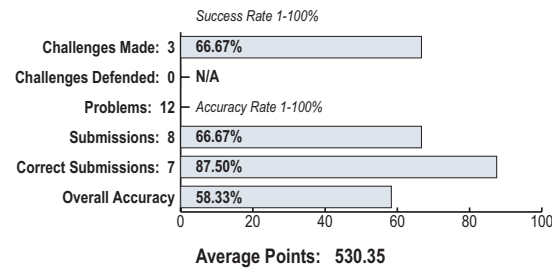 Success Rate 1-100%
Challenges Made: 3 66.67%
Challenges Defended: 0 N/A
Problems: 12 Accuracy Rate 1-100%
Submissions: 8 66.67%
Correct Submissions: 7 87.50%
Overall Accuracy 58.33%
0 20 40 60 80 100
Average Points: 530.35